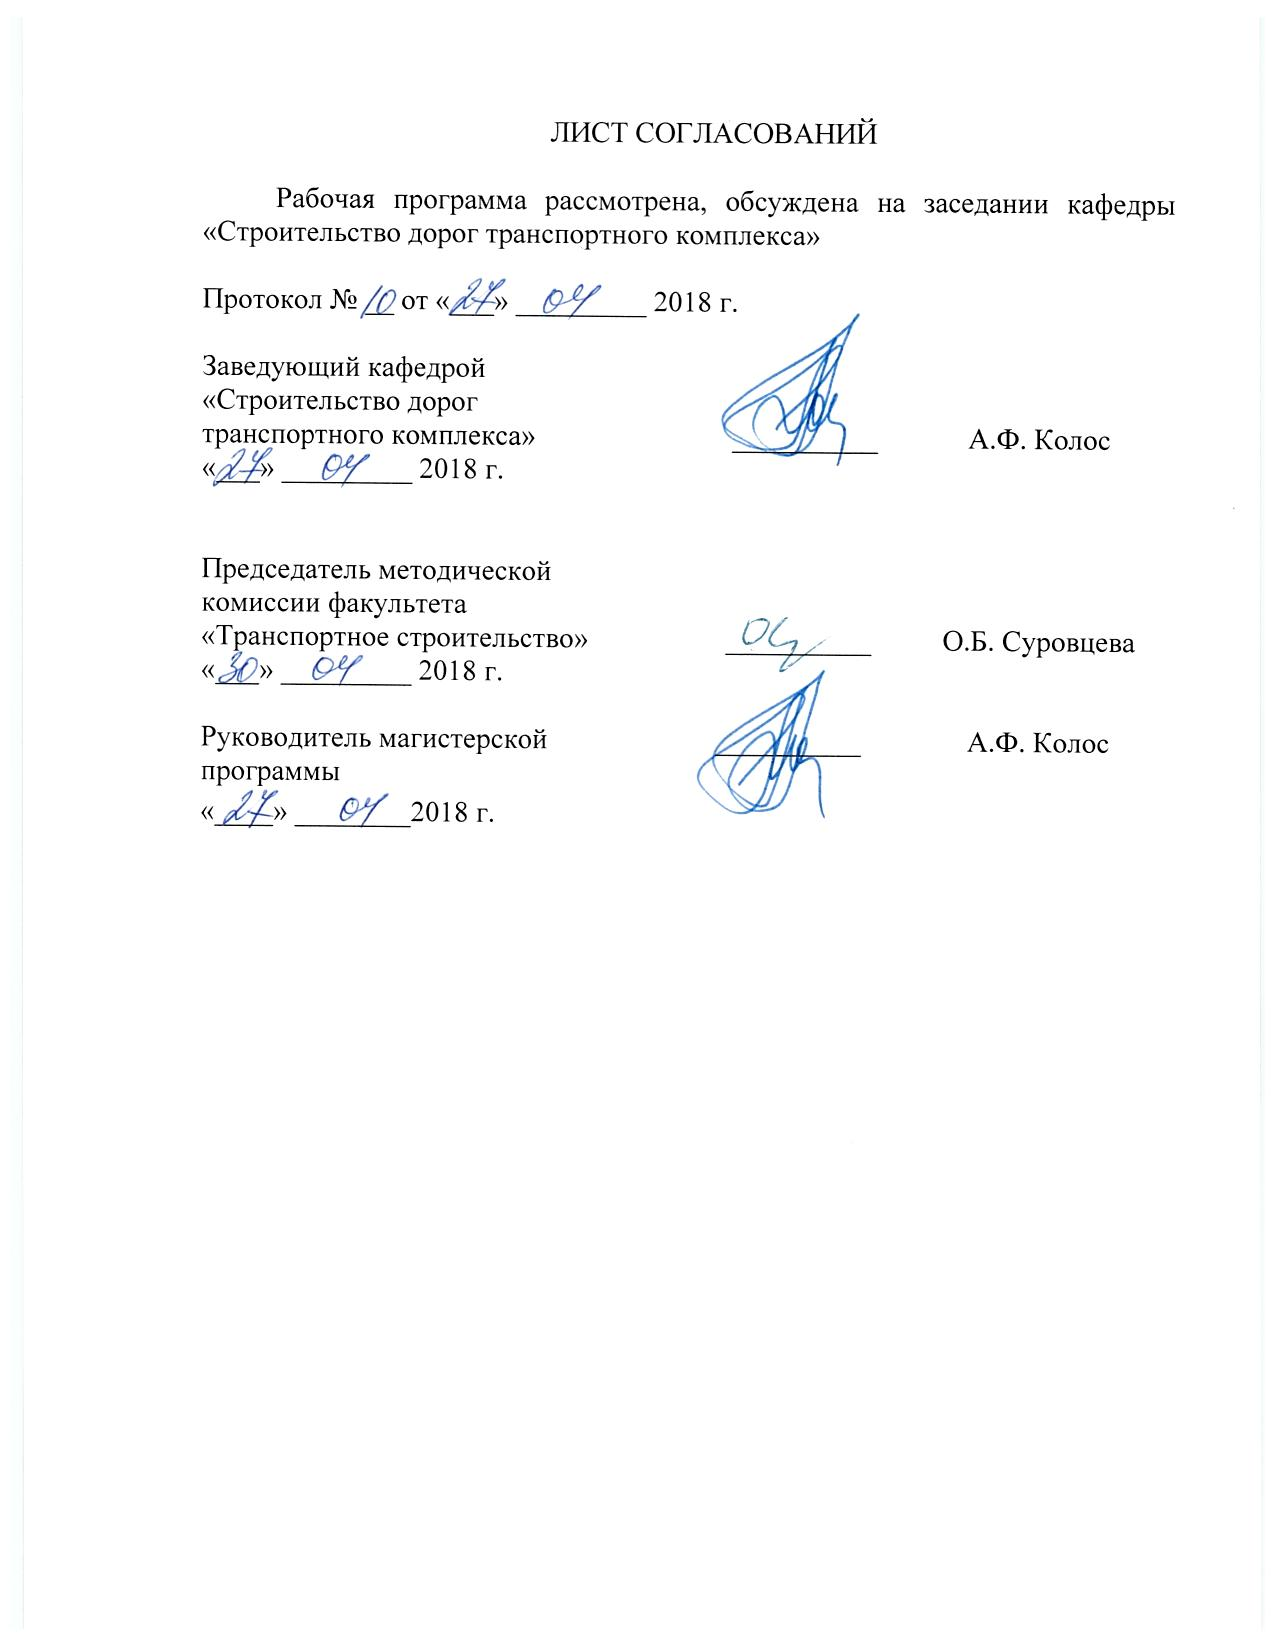 ЛИСТ СОГЛАСОВАНИЙ
Рабочая программа рассмотрена, обсуждена на заседании кафедры
«Строительство дорог транспортного комплекса»
Протокол № 10 от «27» 04 2018 г.
Заведующий кафедрой
«Строительство дорог
транспортного комплекса» А.Ф. Колос
«27» 04 2018 г.
Председатель методической
комиссии факультета
«Транспортное строительство» О.Б. Суровцева
«30» 04 2018 г.
Руководитель магистерской А.Ф. Колос
программы
«27» 04 2018 г.